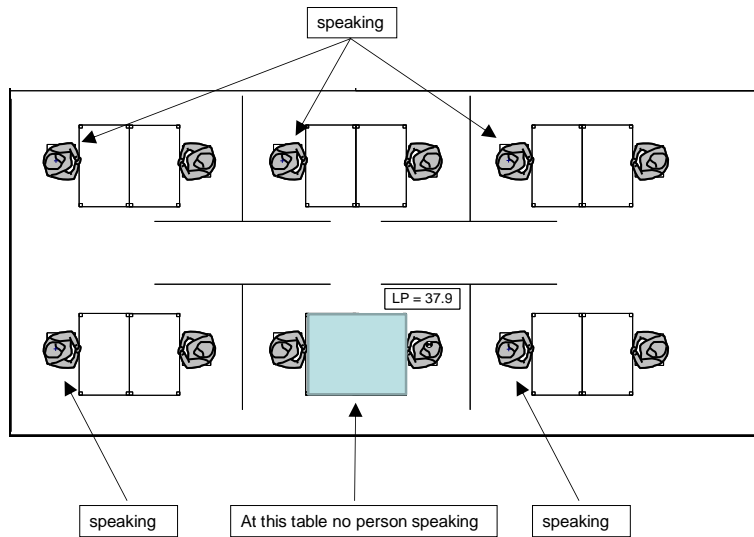 speaking
LP = 37.9
speaking
At this table no person speaking
speaking